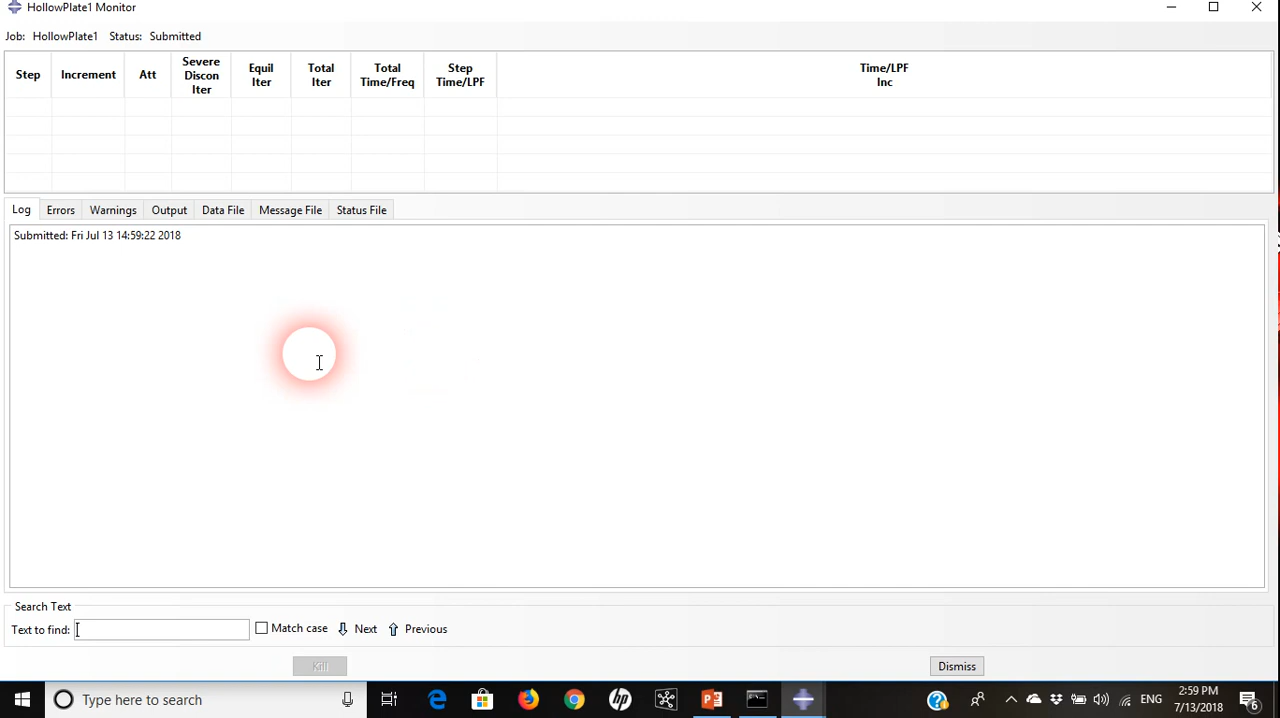 HollowPlate1 Monitor
Job: HollowPlate1 Status: Submitted
Step Increment Att Severe Discon Iter Equil Iter Total Iter Total Time/Freq Step Time/LPF Time/LPF Inc
Log Errors Warnings Output Data File Message File Status File
Submitted: Fri Jul 13 14:59:22 2018
Search Text
Text to find: Match case Next Previous
Kill Dismiss
Type here to search
hp
ENG
2:59 PM
7/13/2018
6